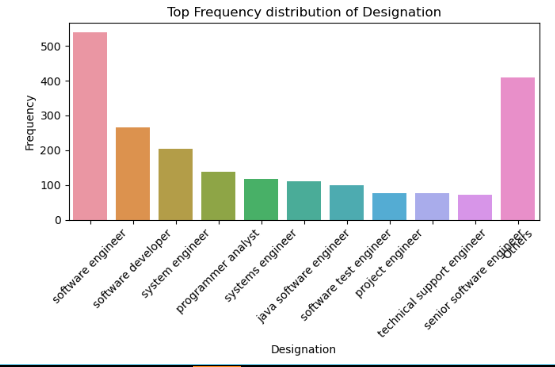 Top Frequency distribution of Designation
Frequency
500
400
300
200
100
0
software engineer
software developer
system engineer
programmer analyst
systems engineer
java software engineer
software test engineer
project engineer
technical support engineer
senior software engineer
Others
Designation